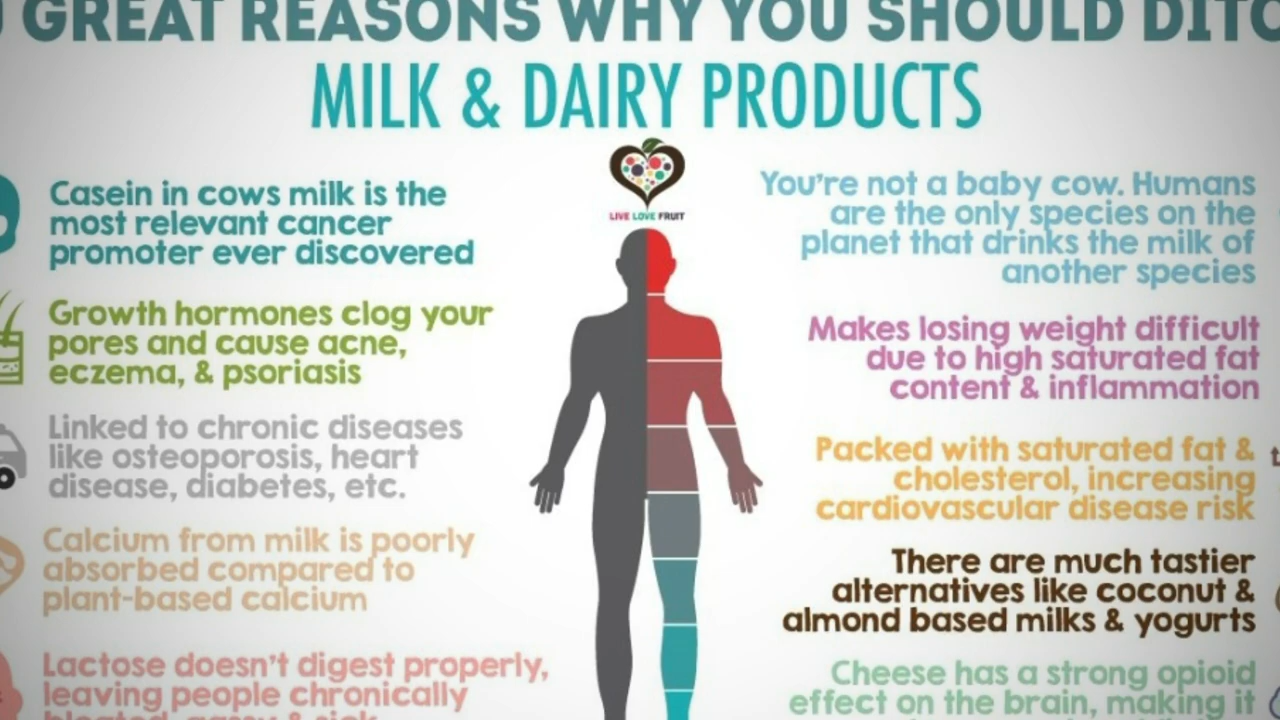 GREAT REASONS WHY YOU SHOULD
MILK & DAIRY PRODUCTS
LIVE LOVE FRUIT
Casein in cows milk is the
most relevant cancer
promoter ever discovered
Growth hormones clog your
pores and cause acne,
eczema, & psoriasis
Linked to chronic diseases
like osteoporosis, heart
disease, diabetes, etc.
Calcium from milk is poorly
absorbed compared to
plant-based calcium
Lactose doesn't digest properly,
leaving people chronically
bloated, gassy & sick
You're not a baby cow. Humans
are the only species on the
planet that drinks the milk of
another species
Makes losing weight difficult
due to high saturated fat
content & inflammation
Packed with saturated fat &
cholesterol, increasing
cardiovascular disease risk
There are much tastier
alternatives like coconut &
almond based milks & yogurts
Cheese has a strong opioid
effect on the brain, making it